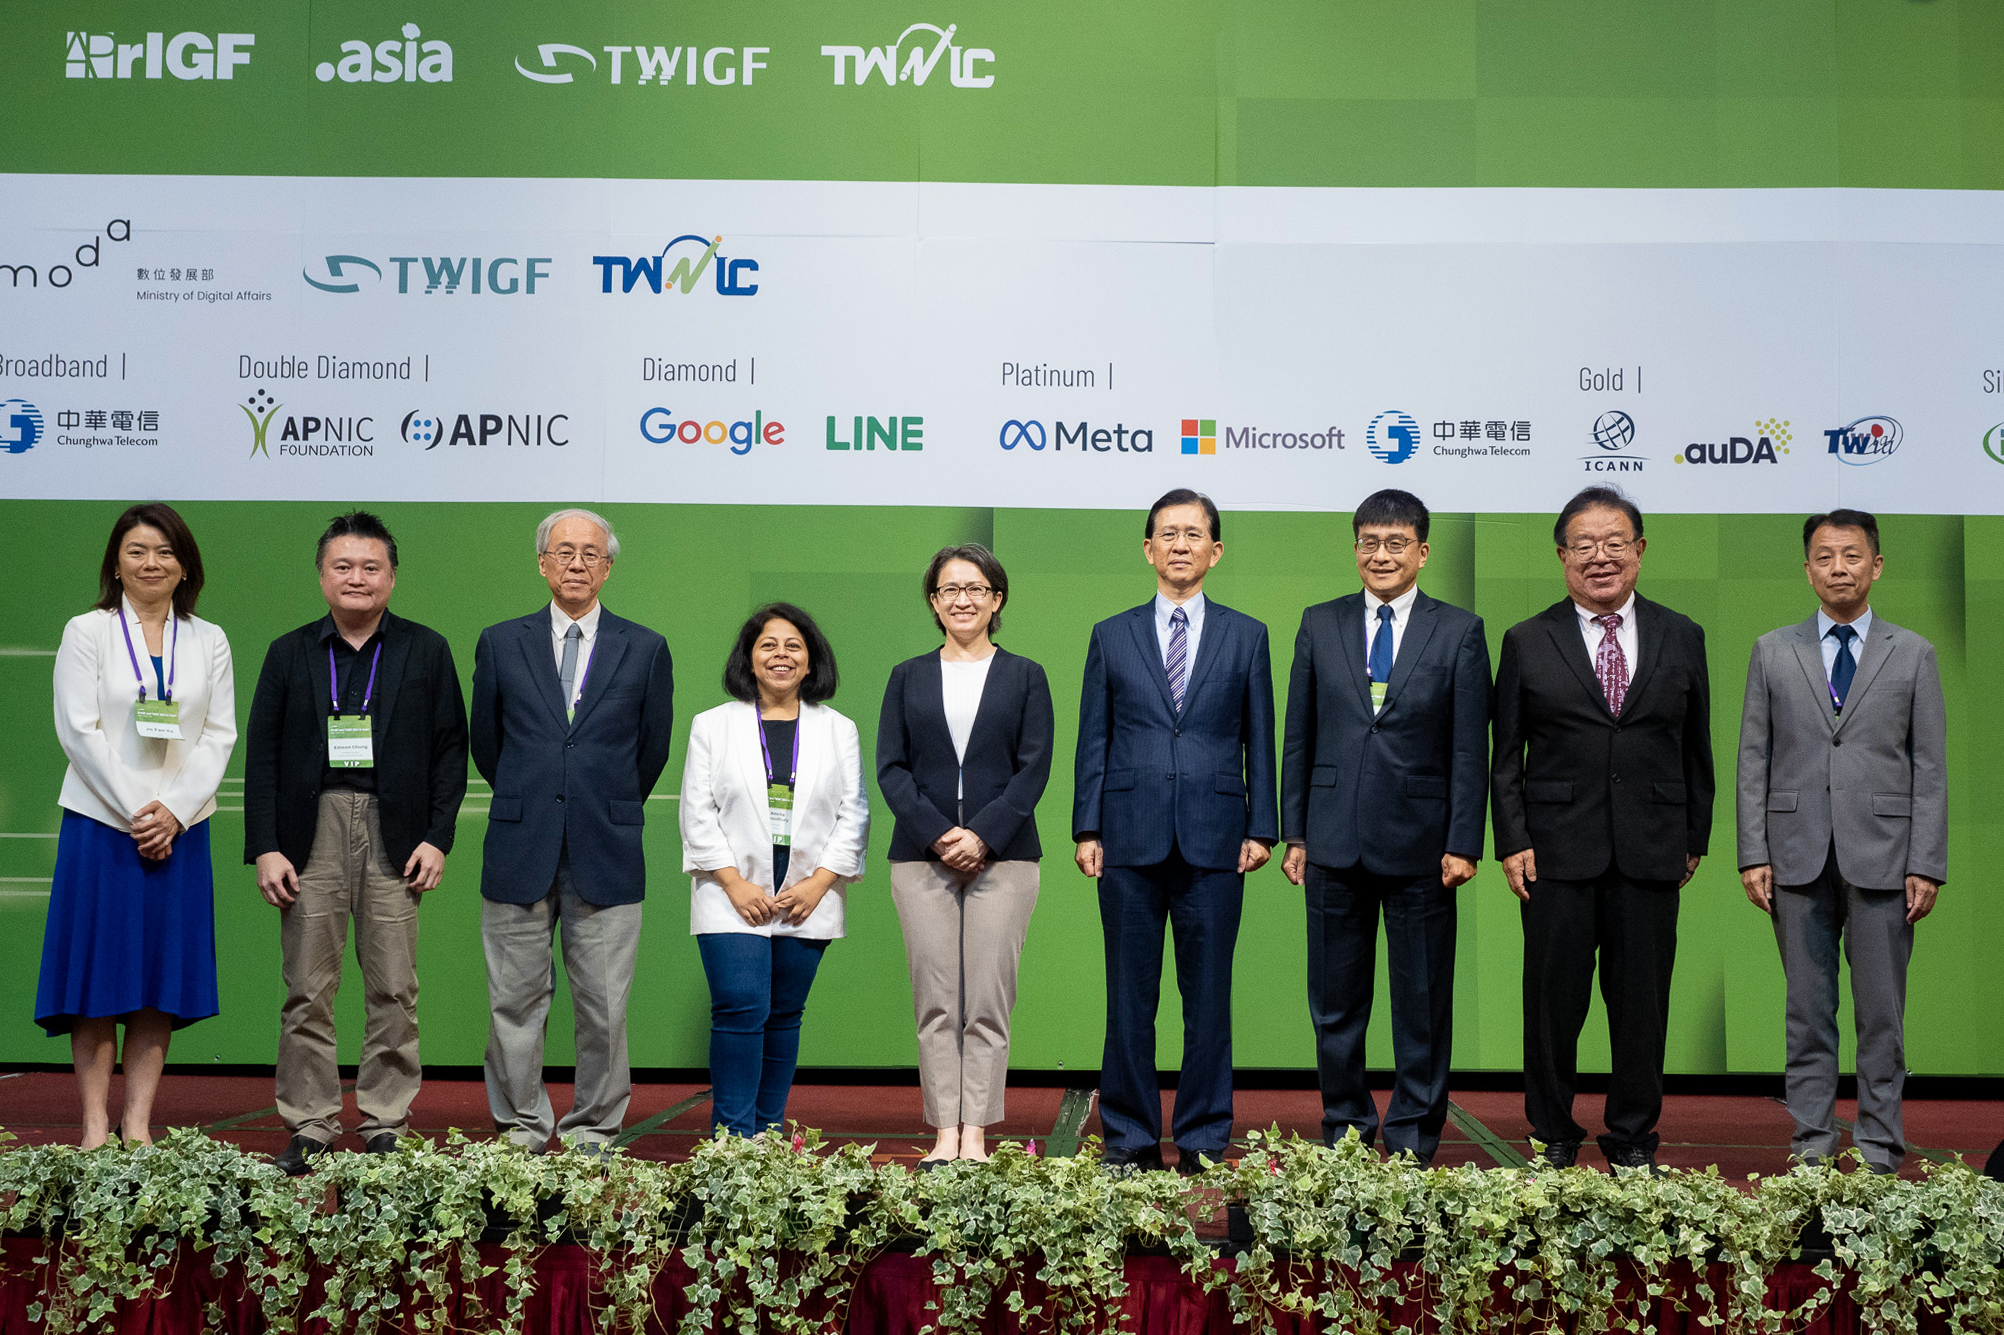 APrIGF
.asia
TWIGF
TWNIC
moda
數位發展部
Ministry of Digital Affairs
TWIGF
TWNIC
Broadband |
Double Diamond |
Diamond |
Platinum |
Gold |
中華電信
Chunghwa Telecom
APNIC
FOUNDATION
APNIC
Google
LINE
Meta
Microsoft
中華電信
Chunghwa Telecom
ICANN
.auDA
Edmon Chung
VIP